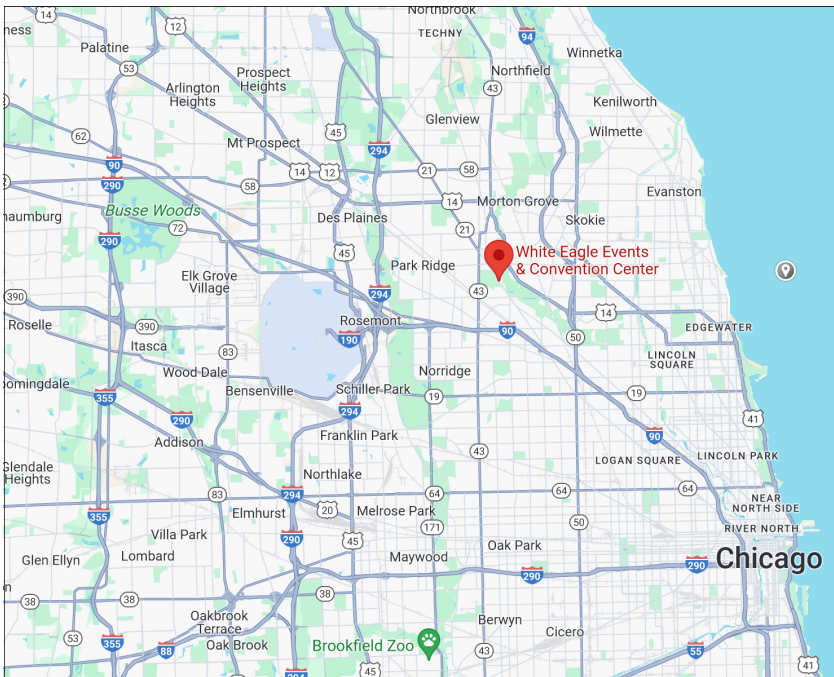 Northbrook
14
12
94
TECHNY
Winnetka
Palatine
53
Northfield
Prospect
Heights
Arlington
Heights
43
Kenilworth
Glenview
Wilmette
45
62
Mt Prospect
294
90
14
12
21
58
290
58
14
Evanston
Morton Grove
Busse Woods
Des Plaines
Skokie
72
21
290
45
White Eagle Events
& Convention Center
Park Ridge
Elk Grove
Village
43
294
390
14
Roselle
390
Rosemont
EDGEWATER
90
50
190
Itasca
83
LINCOLN
SQUARE
Wood Dale
Norridge
Bensenville
Schiller Park
355
19
19
294
290
41
Franklin Park
90
Addison
43
LOGAN SQUARE
LINCOLN PARK
Glendale
Heights
Northlake
83
294
64
64
64
NEAR
NORTH SIDE
20
Elmhurst
Melrose Park
355
171
50
RIVER NORTH
Villa Park
290
45
Oak Park
Glen Ellyn
Lombard
Maywood
Chicago
290
290
38
38
38
Oakbrook
Terrace
Berwyn
53
355
Oak Brook
Brookfield Zoo
Cicero
88
43
55
294
45
41